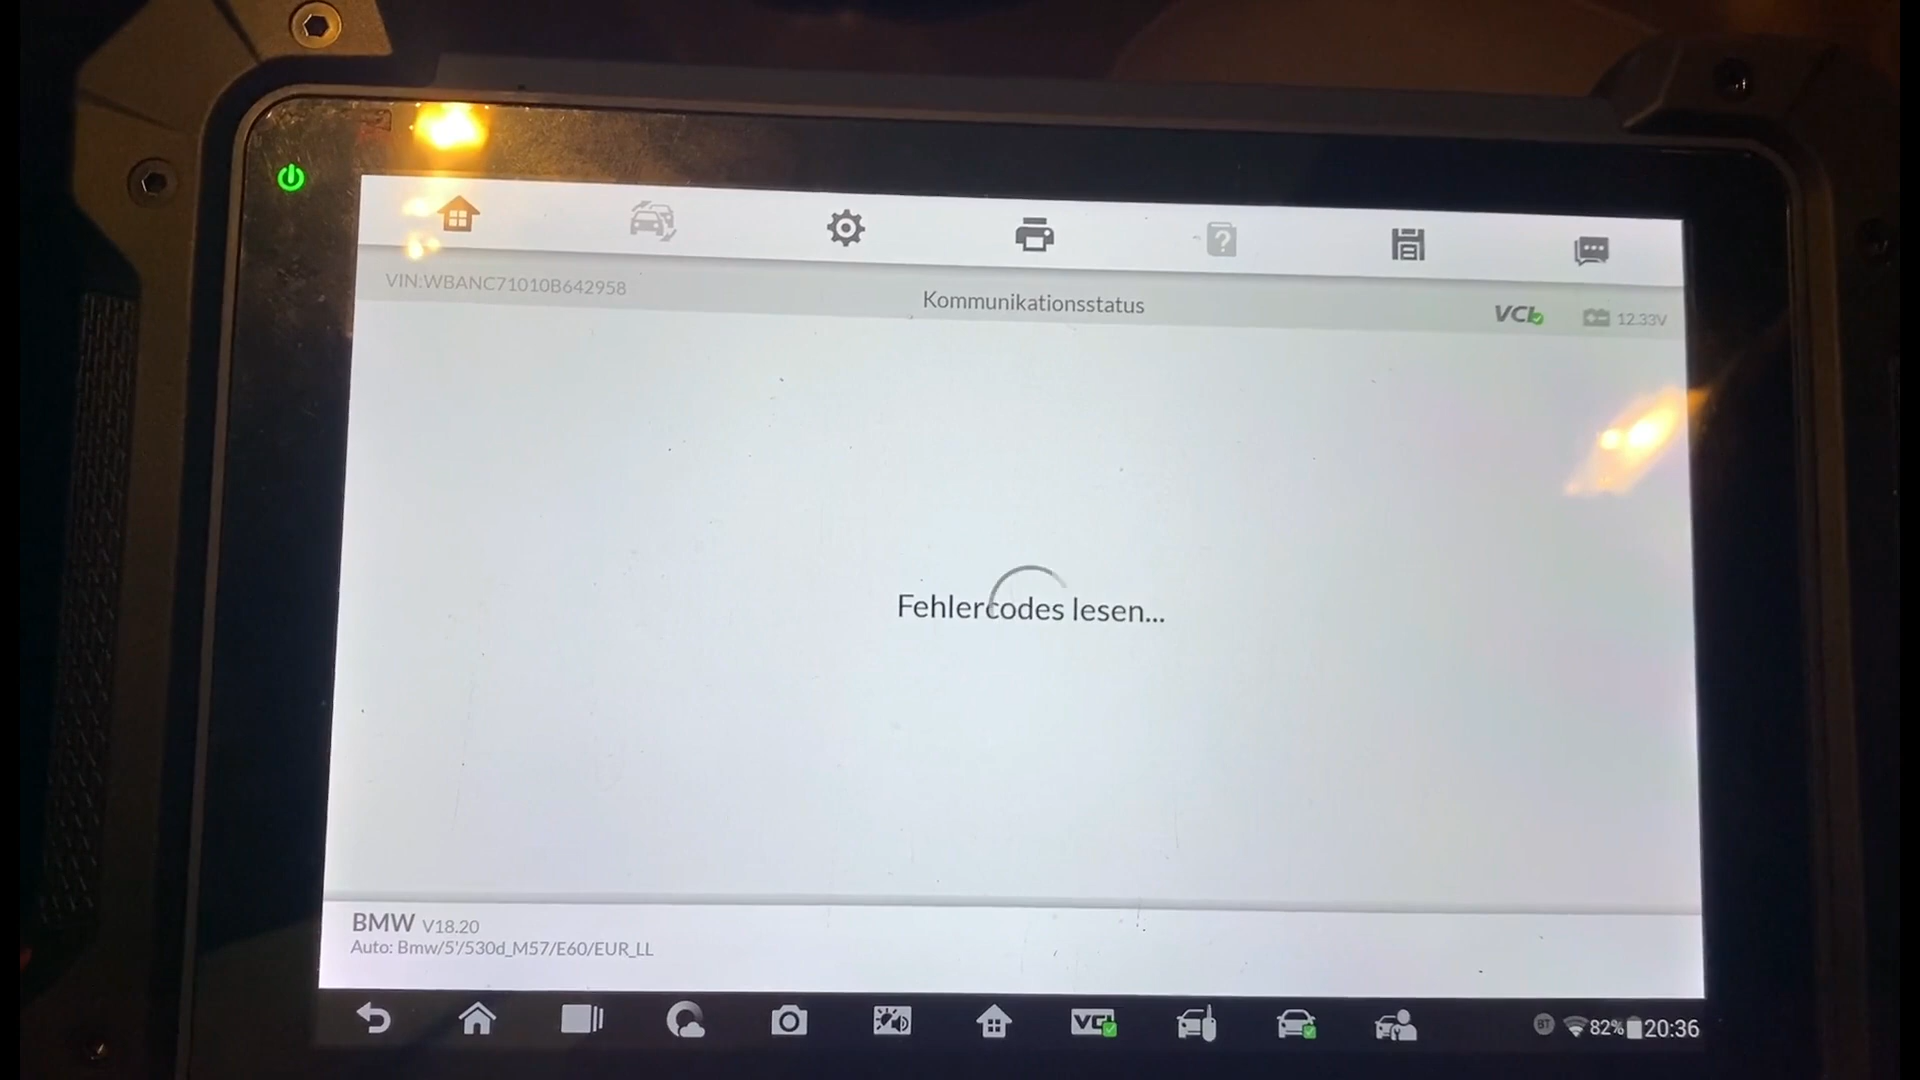 VIN:WBANC71010B642958
Kommunikationsstatus
VCI
12.33V
Fehlercodes lesen...
BMW V18.20
Auto: Bmw/5'/530d_M57/E60/EUR_LL
VCI
BT
82%
20:36